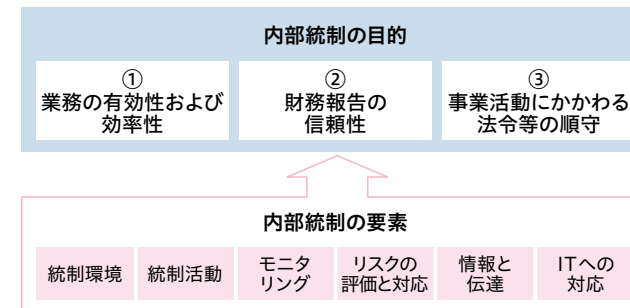 内部統制の目的
①
業務の有効性および
効率性
②
財務報告の
信頼性
③
事業活動にかかわる
法令等の順守
内部統制の要素
統制環境
統制活動
モニタ
リング
リスクの
評価と対応
情報と
伝達
ITへの
対応